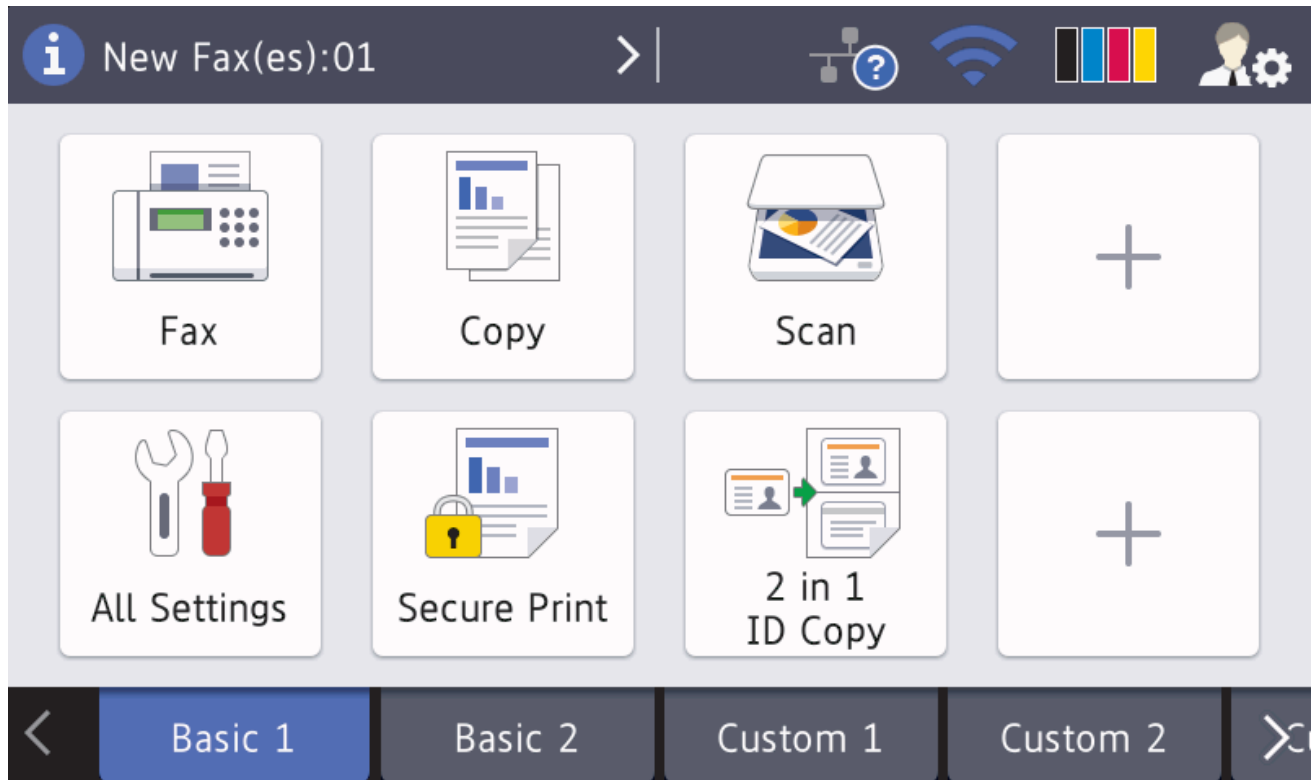 i New Fax(es):01
?
Fax
Copy
Scan
All Settings
Secure Print
2 in 1
ID Copy
Basic 1
Basic 2
Custom 1
Custom 2